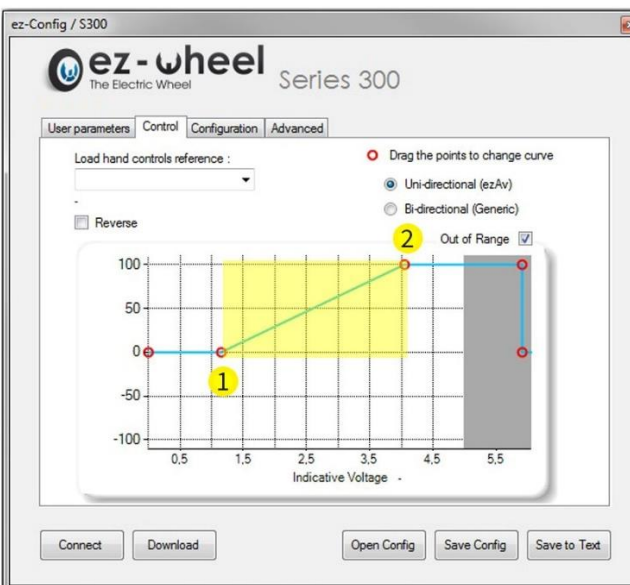 ez-Config / S300
ez-wheel
The Electric Wheel
Series 300
User parameters Control Configuration Advanced
Load hand controls reference :
Drag the points to change curve
-
Uni-directional (ezAv)
Bi-directional (Generic)
Reverse
2
Out of Range
100
50
0
1
-50
-100
0,5 1,5 2,5 3,5 4,5 5,5
Indicative Voltage -
Connect Download Open Config Save Config Save to Text